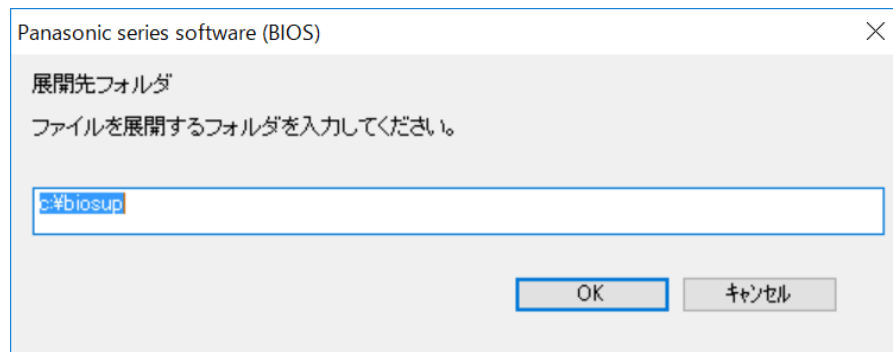 Panasonic series software (BIOS)
展開先フォルダ
ファイルを展開するフォルダを入力してください。
c:¥biosup
OK
キャンセル